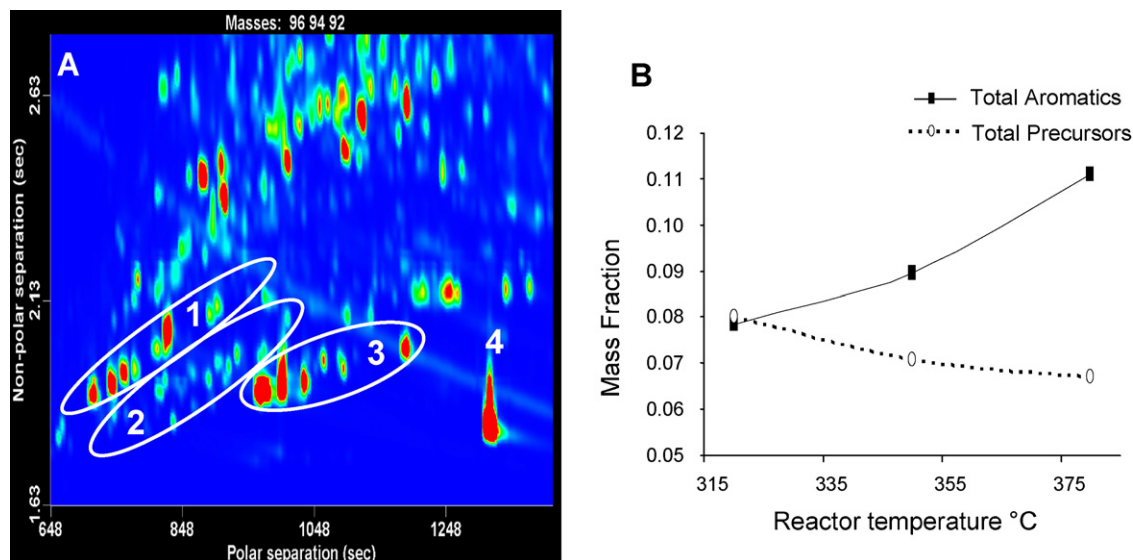 Masses: 96 94 92
A
Non-polar separation (sec)
2.63
2.13
1.63
1
2
3
4
648
848
1048
1248
Polar separation (sec)
B
Total Aromatics
Total Precursors
Mass Fraction
0.12
0.11
0.10
0.09
0.08
0.07
0.06
0.05
315
335
355
375
Reactor temperature °C